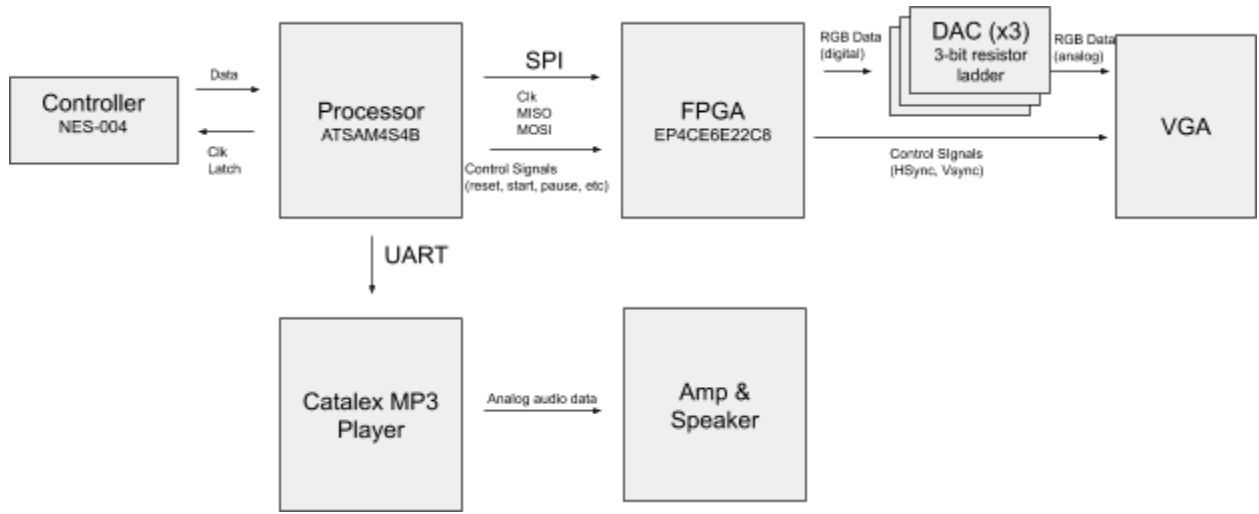 Controller
NES-004
Data
Clk
Latch
Processor
ATSAM4S4B
SPI
Clk
MISO
MOSI
Control Signals
(reset, start, pause, etc)
FPGA
EP4CE6E22C8
RGB Data
(digital)
DAC (x3)
3-bit resistor
ladder
RGB Data
(analog)
Control SIgnals
(HSync, Vsync)
VGA
UART
Catalex MP3
Player
Analog audio data
Amp &
Speaker